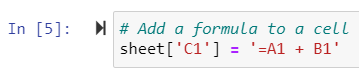 In [5]: # Add a formula to a cell
sheet['C1'] = '=A1 + B1'